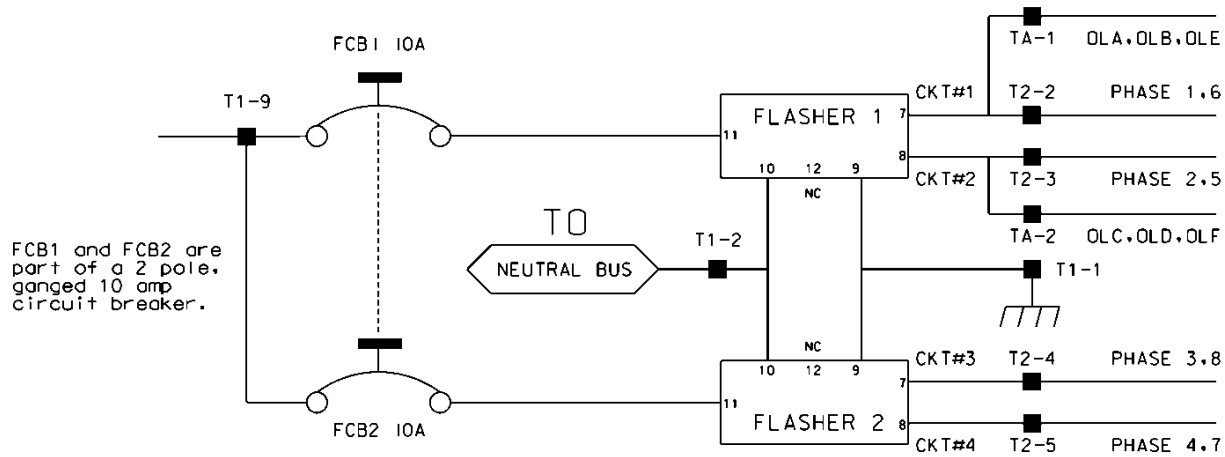 FCB1 10A
T1-9
FCB1 and FCB2 are
part of a 2 pole,
ganged 10 amp
circuit breaker.
FCB2 10A
TO
NEUTRAL BUS
T1-2
FLASHER 1
11
7
8
10 12 9
NC
CKT#1
CKT#2
TA-1 OLA,OLB,OLE
T2-2 PHASE 1,6
T2-3 PHASE 2,5
TA-2 OLC,OLD,OLF
T1-1
NC
10 12 9
11
7
8
FLASHER 2
CKT#3 T2-4 PHASE 3,8
CKT#4 T2-5 PHASE 4,7